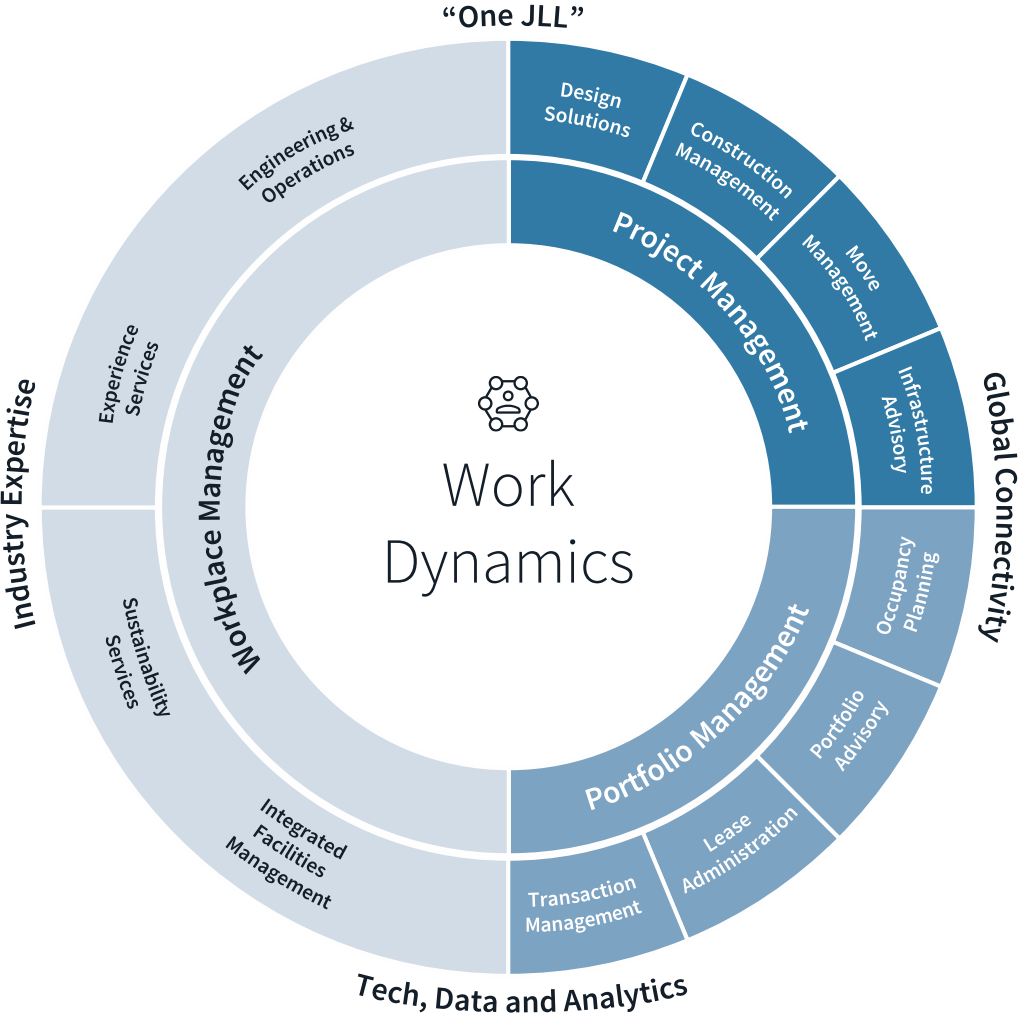 “One JLL”
Design
Solutions
Construction
Management
Move
Management
Infrastructure
Advisory
Project Management
Global Connectivity
Occupancy
Planning
Portfolio
Advisory
Lease
Administration
Transaction
Management
Portfolio Management
Tech, Data and Analytics
Integrated
Facilities
Management
Sustainability
Services
Workplace Management
Industry Expertise
Experience
Services
Engineering &
Operations
Work
Dynamics